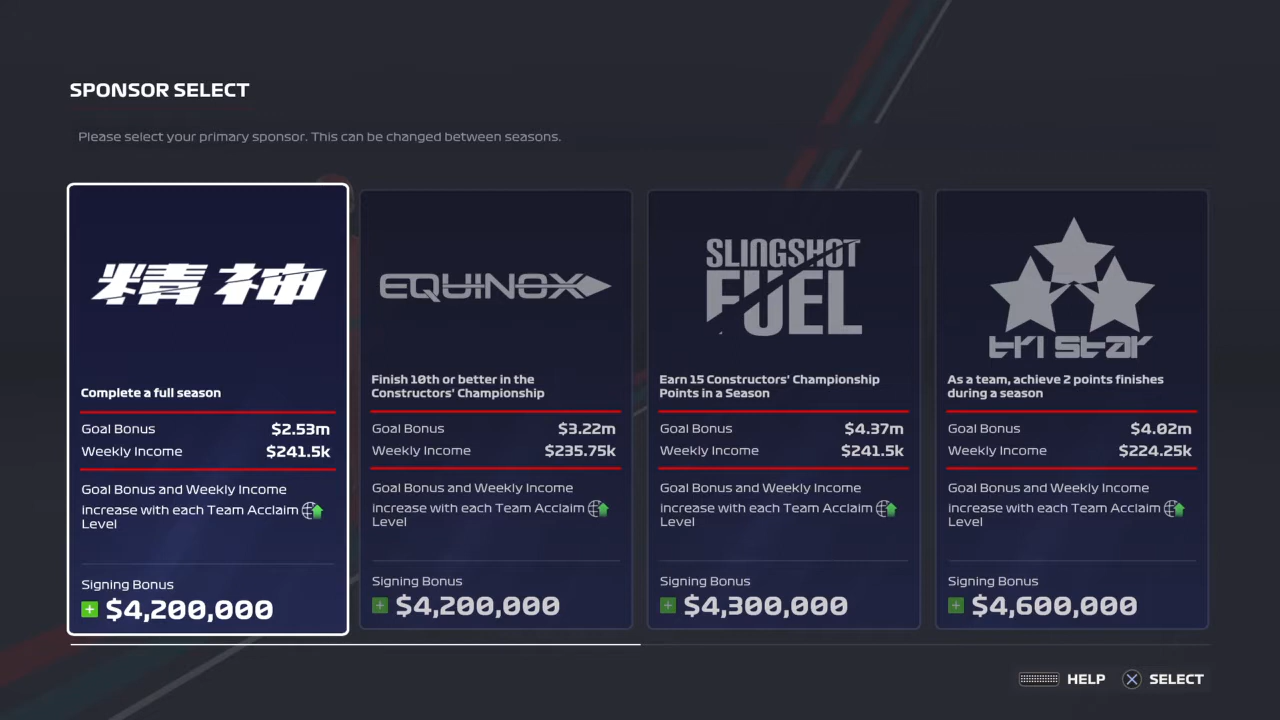 SPONSOR SELECT
Please select your primary sponsor. This can be changed between seasons.
精神
Complete a full season
Goal Bonus $2.53m
Weekly Income $241.5k
Goal Bonus and Weekly Income
increase with each Team Acclaim
Level
Signing Bonus
$4,200,000
EQUINOX
Finish 10th or better in the
Constructors' Championship
Goal Bonus $3.22m
Weekly Income $235.75k
Goal Bonus and Weekly Income
increase with each Team Acclaim
Level
Signing Bonus
$4,200,000
SLINGSHOT
FUEL
Earn 15 Constructors' Championship
Points in a Season
Goal Bonus $4.37m
Weekly Income $241.5k
Goal Bonus and Weekly Income
increase with each Team Acclaim
Level
Signing Bonus
$4,300,000
tri star
As a team, achieve 2 points finishes
during a season
Goal Bonus $4.02m
Weekly Income $224.25k
Goal Bonus and Weekly Income
increase with each Team Acclaim
Level
Signing Bonus
$4,600,000
HELP SELECT